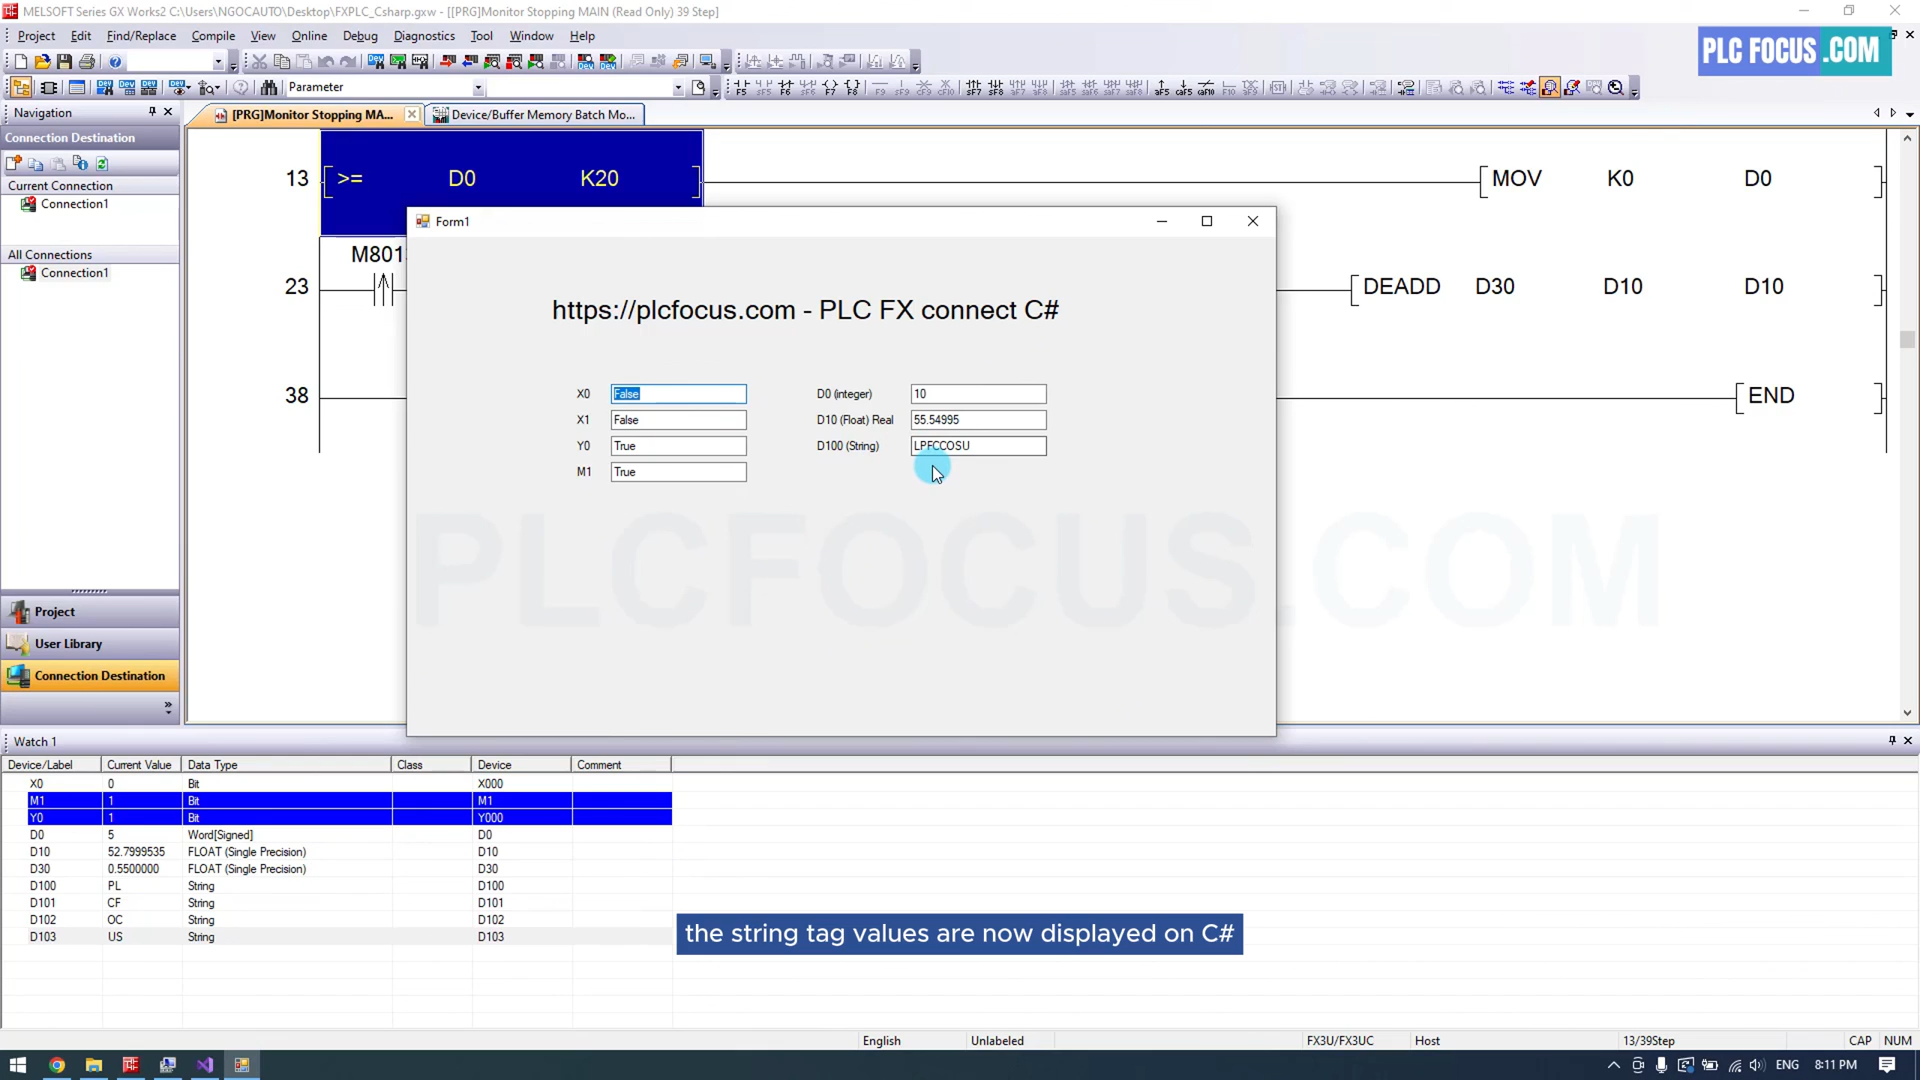 MELSOFT Series GX Works2 C:\Users\NGOCAUTO\Desktop\FXPLC_Csharp.gxw - [[PRG]Monitor Stopping MAIN (Read Only) 39 Step]
Project Edit Find/Replace Compile View Online Debug Diagnostics Tool Window Help
PLC FOCUS .COM
Parameter
Navigation
[PRG]Monitor Stopping MA...
Device/Buffer Memory Batch Mo...
Connection Destination
Current Connection
Connection1
All Connections
Connection1
13 >= D0 K20 MOV K0 D0
23 DEADD D30 D10 D10
38 END
Form1
https://plcfocus.com - PLC FX connect C#
X0 False D0 (integer) 10
X1 False D10 (Float) Real 55.54995
Y0 True D100 (String) LPFCCOSU
M1 True
PLCFOCUS.COM
Project
User Library
Connection Destination
Watch 1
Device/Label Current Value Data Type Class Device Comment
X0 0 Bit X000
M1 1 Bit M1
Y0 1 Bit Y000
D0 5 Word[Signed] D0
D10 52.7999535 FLOAT (Single Precision) D10
D30 0.5500000 FLOAT (Single Precision) D30
D100 PL String D100
D101 CF String D101
D102 OC String D102
D103 US String D103
the string tag values are now displayed on C#
English Unlabeled FX3U/FX3UC Host 13/39Step CAP NUM
ENG 8:11 PM